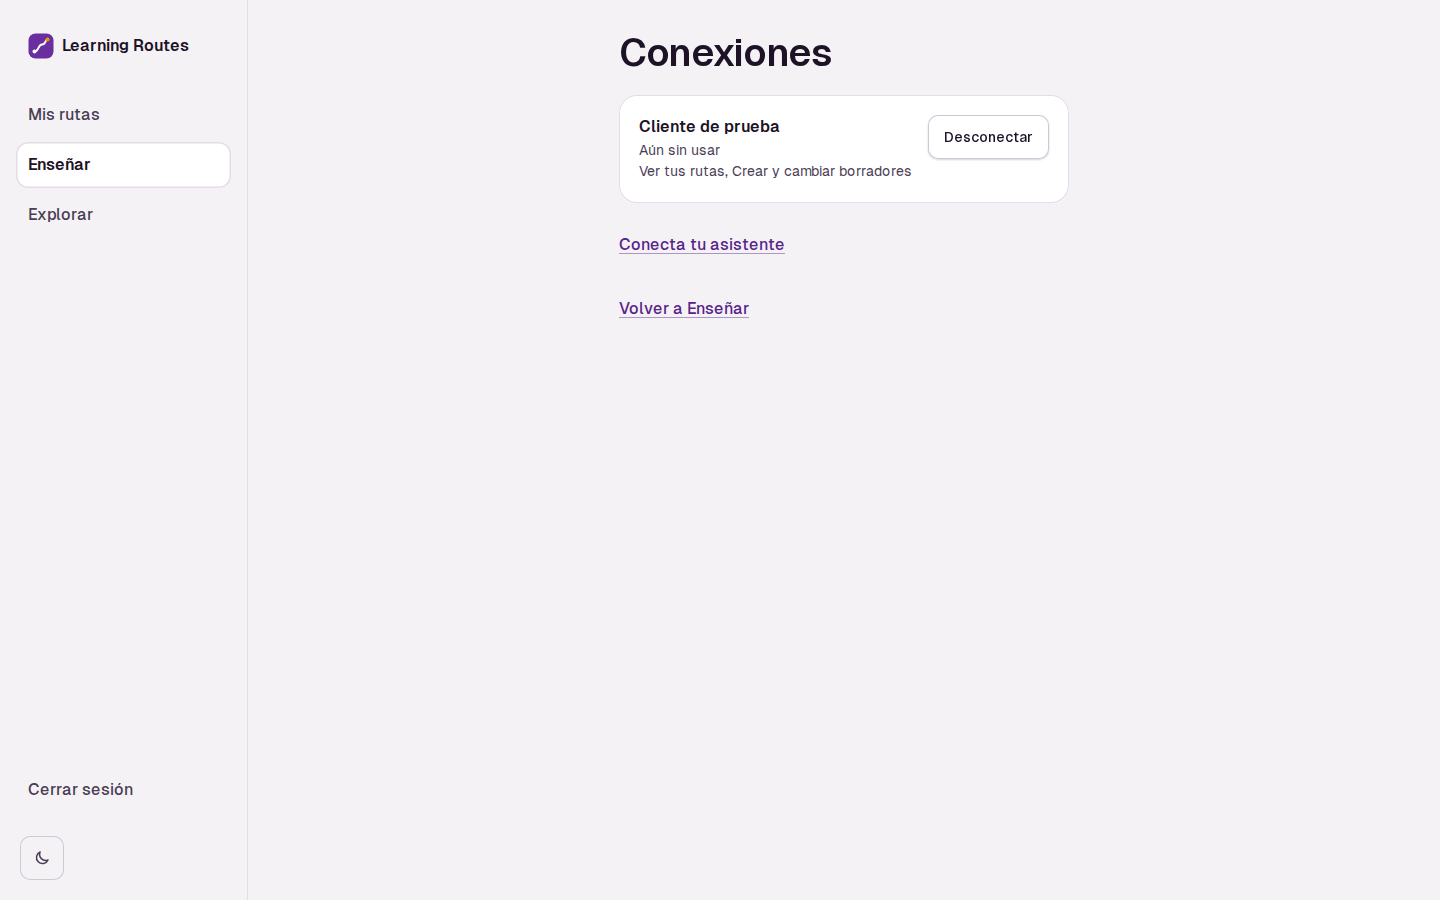 Learning Routes
Mis rutas
Enseñar
Explorar
Cerrar sesión
Conexiones
Cliente de prueba
Aún sin usar
Ver tus rutas, Crear y cambiar borradores
Desconectar
Conecta tu asistente
Volver a Enseñar